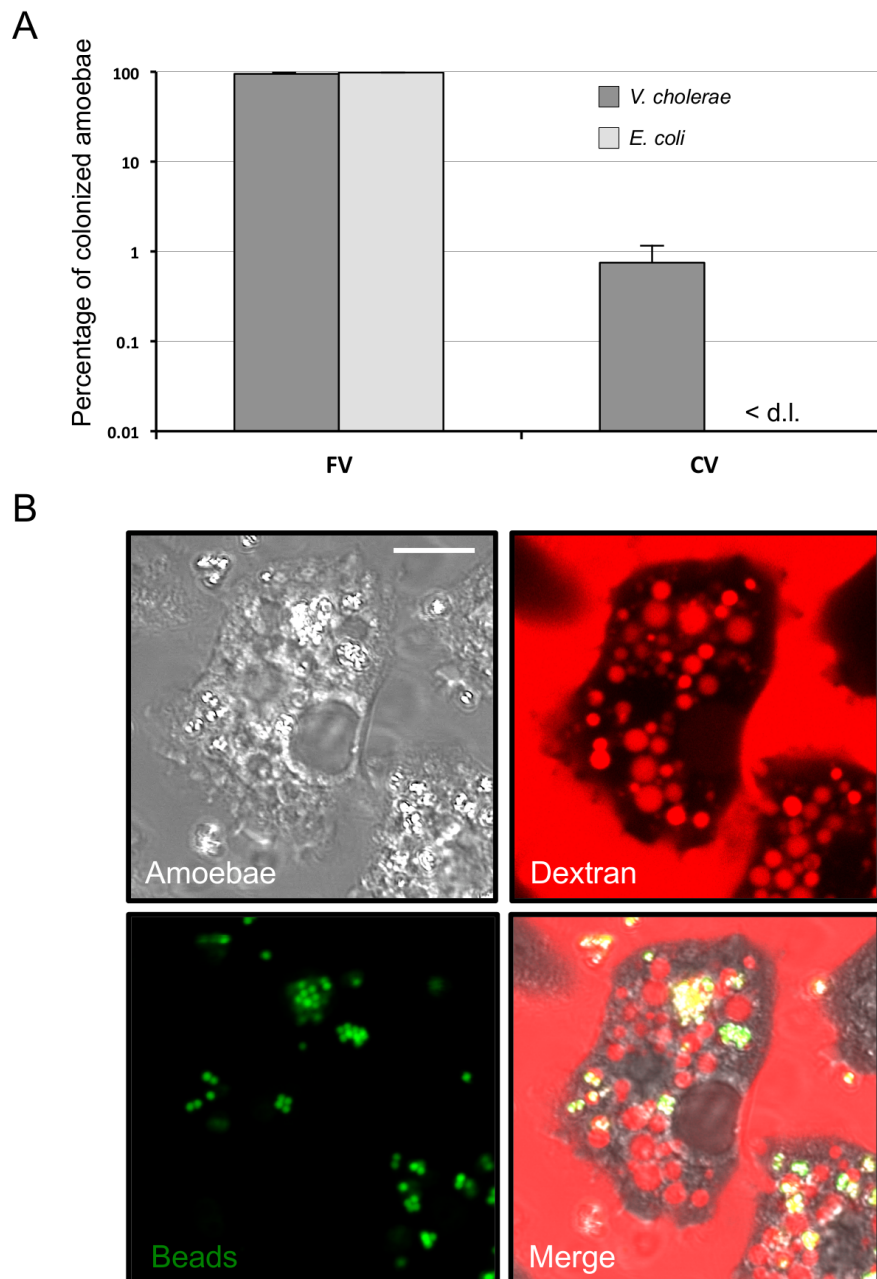 A
Percentage of colonized amoebae
100
10
1
0.1
0.01
V. cholerae
E. coli
< d.l.
FV
CV
B
Amoebae
Dextran
Beads
Merge